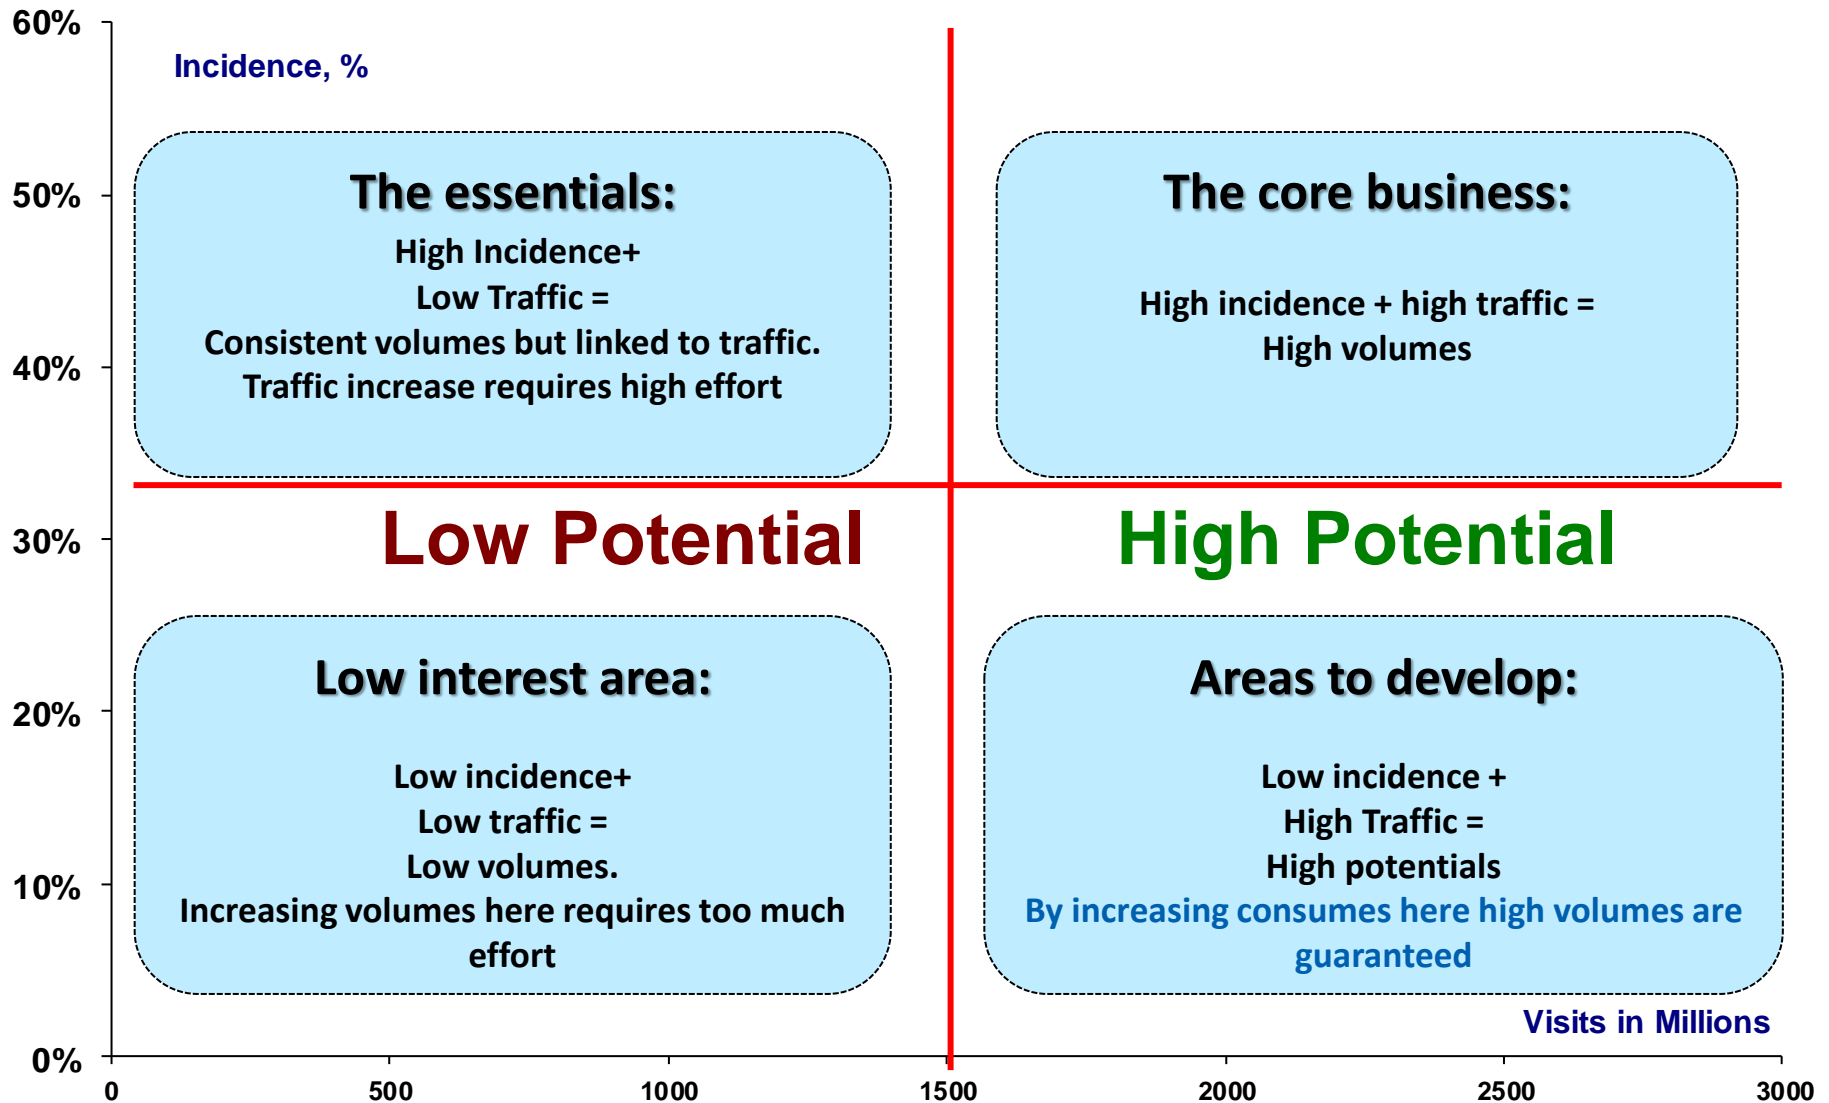 60%
Incidence, %
The essentials:
High Incidence+
Low Traffic =
Consistent volumes but linked to traffic.
Traffic increase requires high effort
The core business:
High incidence + high traffic =
High volumes
50%
40%
Low Potential
High Potential
30%
Low interest area:
Low incidence+
Low traffic =
Low volumes.
Increasing volumes here requires too much
effort
Areas to develop:
Low incidence +
High Traffic =
High potentials
By increasing consumes here high volumes are
guaranteed
20%
10%
Visits in Millions
0%
0 500 1000 1500 2000 2500 3000